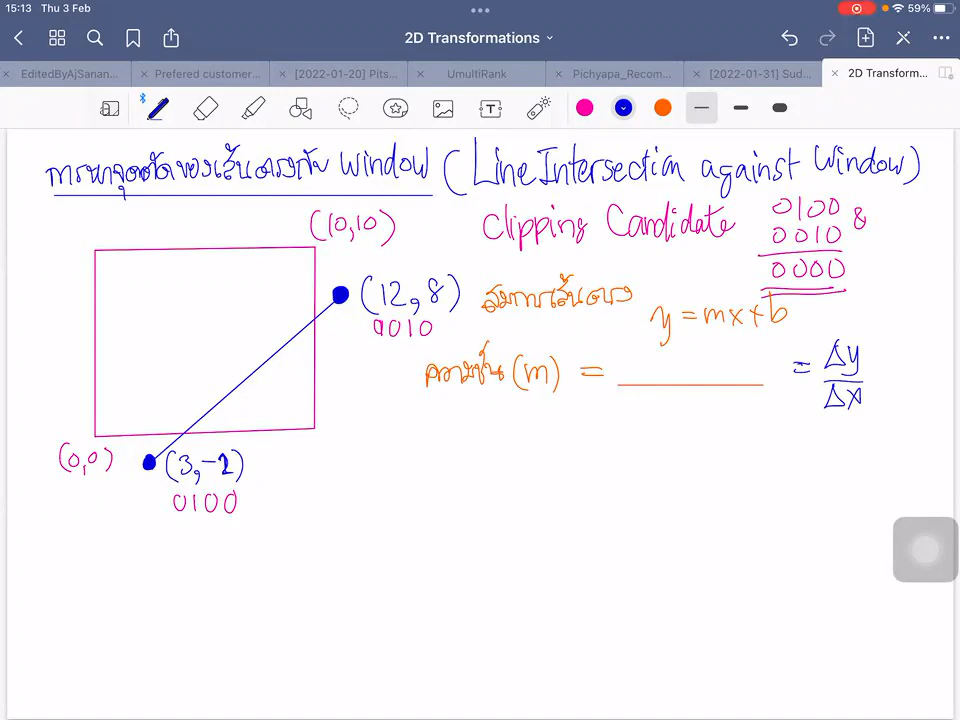 15:13 Thu 3 Feb
59%
2D Transformations
EditedByAjSanan...
Prefered customer...
[2022-01-20] Pits...
UmultiRank
Pichyapa_Recom...
[2022-01-31] Sud...
2D Transform...
การหาจุดตัดของเส้นตรงกับ Window (Line Intersection against Window)
(10,10)
Clipping Candidate
0100 &
0010
0000
(12,8)
0010
สมการเส้นตรง
y = mx + b
ความชัน (m) = = Δy
Δx
(0,0)
(3,-2)
0100